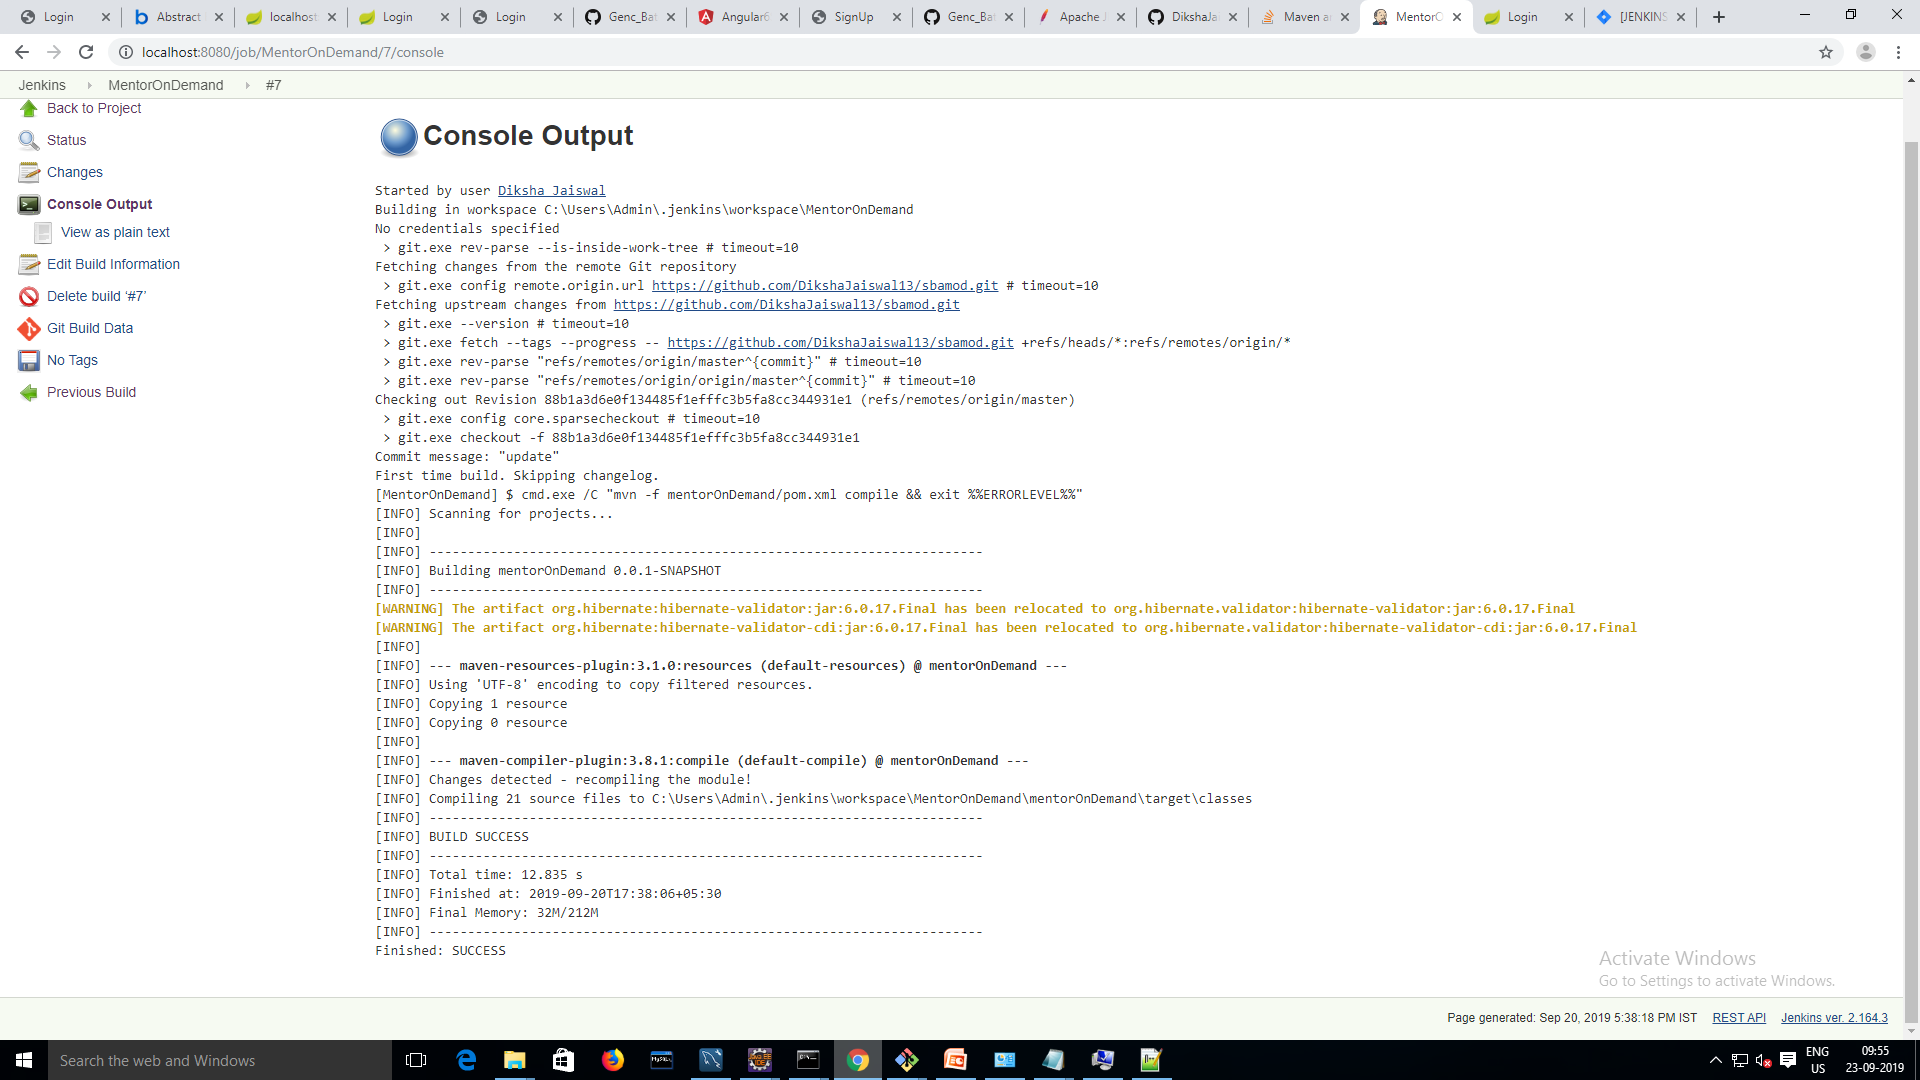 Login
Abstract
localhost
Login
Login
Genc_Bat
Angular6
SignUp
Genc_Bat
Apache J
DikshaJai
Maven a
MentorO
Login
[JENKINS
localhost:8080/job/MentorOnDemand/7/console
Jenkins
MentorOnDemand
#7
Back to Project
Status
Changes
Console Output
View as plain text
Edit Build Information
Delete build ‘#7’
Git Build Data
No Tags
Previous Build
Console Output
Started by user Diksha Jaiswal
Building in workspace C:\Users\Admin\.jenkins\workspace\MentorOnDemand
No credentials specified
> git.exe rev-parse --is-inside-work-tree # timeout=10
Fetching changes from the remote Git repository
> git.exe config remote.origin.url https://github.com/DikshaJaiswal13/sbamod.git # timeout=10
Fetching upstream changes from https://github.com/DikshaJaiswal13/sbamod.git
> git.exe --version # timeout=10
> git.exe fetch --tags --progress -- https://github.com/DikshaJaiswal13/sbamod.git +refs/heads/*:refs/remotes/origin/*
> git.exe rev-parse "refs/remotes/origin/master^{commit}" # timeout=10
> git.exe rev-parse "refs/remotes/origin/origin/master^{commit}" # timeout=10
Checking out Revision 88b1a3d6e0f134485f1efffc3b5fa8cc344931e1 (refs/remotes/origin/master)
> git.exe config core.sparsecheckout # timeout=10
> git.exe checkout -f 88b1a3d6e0f134485f1efffc3b5fa8cc344931e1
Commit message: "update"
First time build. Skipping changelog.
[MentorOnDemand] $ cmd.exe /C "mvn -f mentorOnDemand/pom.xml compile && exit %%ERRORLEVEL%%"
[INFO] Scanning for projects...
[INFO]
[INFO] ------------------------------------------------------------------------
[INFO] Building mentorOnDemand 0.0.1-SNAPSHOT
[INFO] ------------------------------------------------------------------------
[WARNING] The artifact org.hibernate:hibernate-validator:jar:6.0.17.Final has been relocated to org.hibernate.validator:hibernate-validator:jar:6.0.17.Final
[WARNING] The artifact org.hibernate:hibernate-validator-cdi:jar:6.0.17.Final has been relocated to org.hibernate.validator:hibernate-validator-cdi:jar:6.0.17.Final
[INFO]
[INFO] --- maven-resources-plugin:3.1.0:resources (default-resources) @ mentorOnDemand ---
[INFO] Using 'UTF-8' encoding to copy filtered resources.
[INFO] Copying 1 resource
[INFO] Copying 0 resource
[INFO]
[INFO] --- maven-compiler-plugin:3.8.1:compile (default-compile) @ mentorOnDemand ---
[INFO] Changes detected - recompiling the module!
[INFO] Compiling 21 source files to C:\Users\Admin\.jenkins\workspace\MentorOnDemand\mentorOnDemand\target\classes
[INFO] ------------------------------------------------------------------------
[INFO] BUILD SUCCESS
[INFO] ------------------------------------------------------------------------
[INFO] Total time: 12.835 s
[INFO] Finished at: 2019-09-20T17:38:06+05:30
[INFO] Final Memory: 32M/212M
[INFO] ------------------------------------------------------------------------
Finished: SUCCESS
Activate Windows
Go to Settings to activate Windows.
Page generated: Sep 20, 2019 5:38:18 PM IST
REST API
Jenkins ver. 2.164.3
Search the web and Windows
ENG
US
09:55
23-09-2019